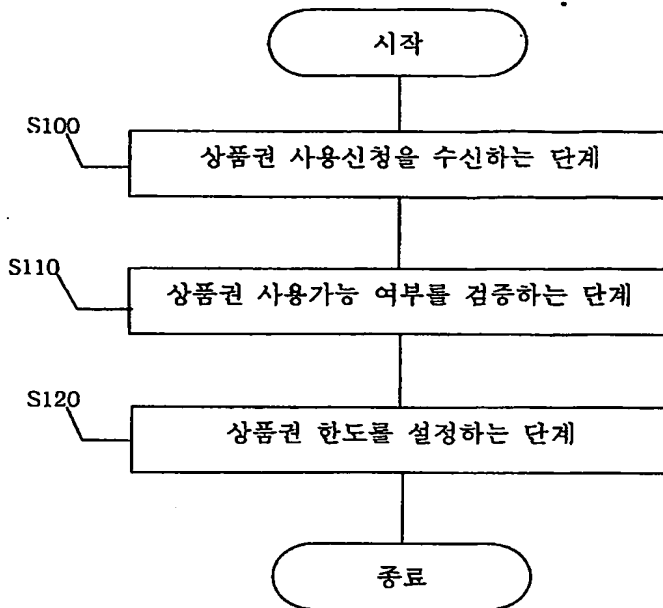 시작
S100
상품권 사용신청을 수신하는 단계
S110
상품권 사용가능 여부를 검증하는 단계
S120
상품권 한도를 설정하는 단계
종료